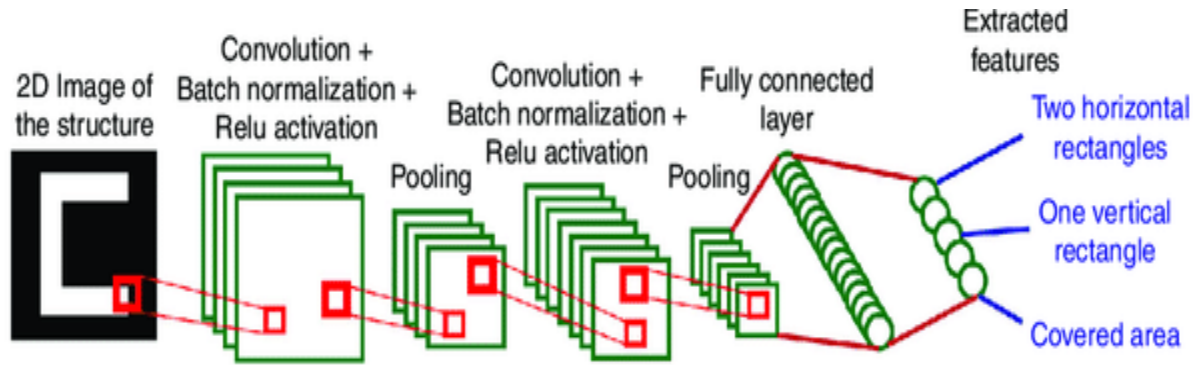 2D Image of
the structure
Convolution +
Batch normalization +
Relu activation
Pooling
Convolution +
Batch normalization +
Relu activation
Pooling
Fully connected
layer
Extracted
features
Two horizontal
rectangles
One vertical
rectangle
Covered area